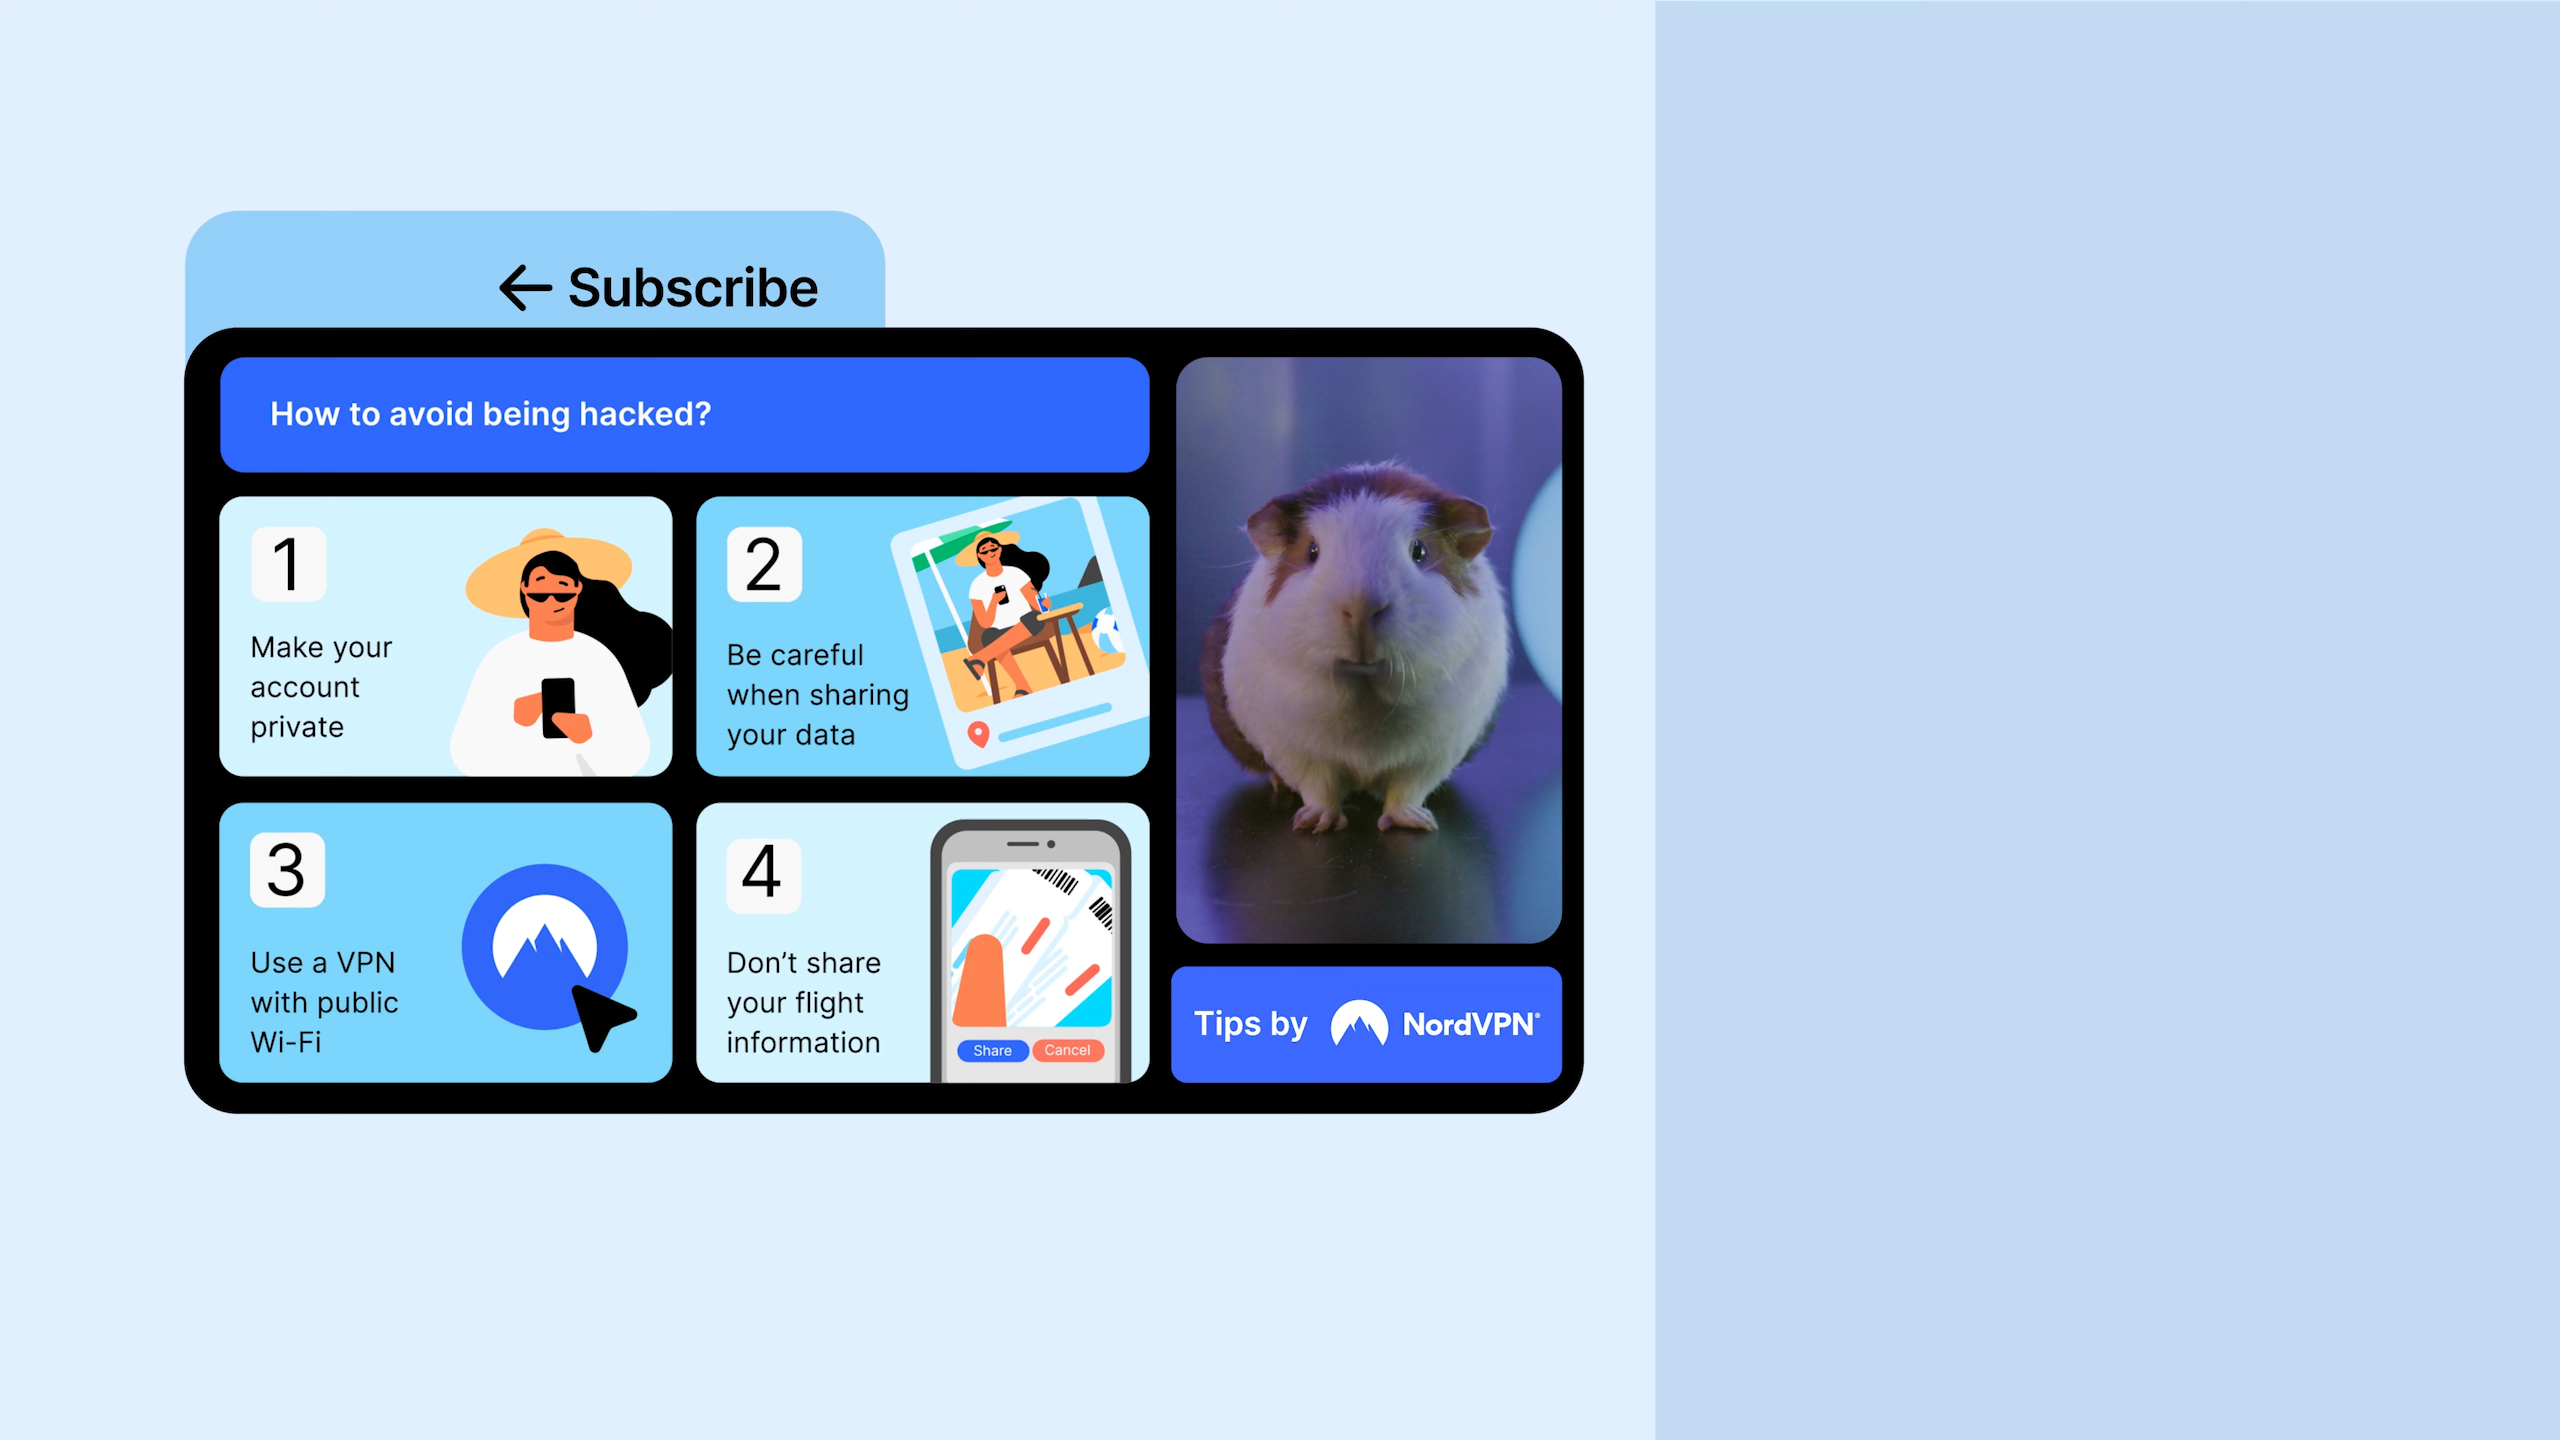 ← Subscribe
How to avoid being hacked?
1
Make your
account
private
2
Be careful
when sharing
your data
3
Use a VPN
with public
Wi-Fi
4
Don’t share
your flight
information
Share Cancel
Tips by NordVPN®